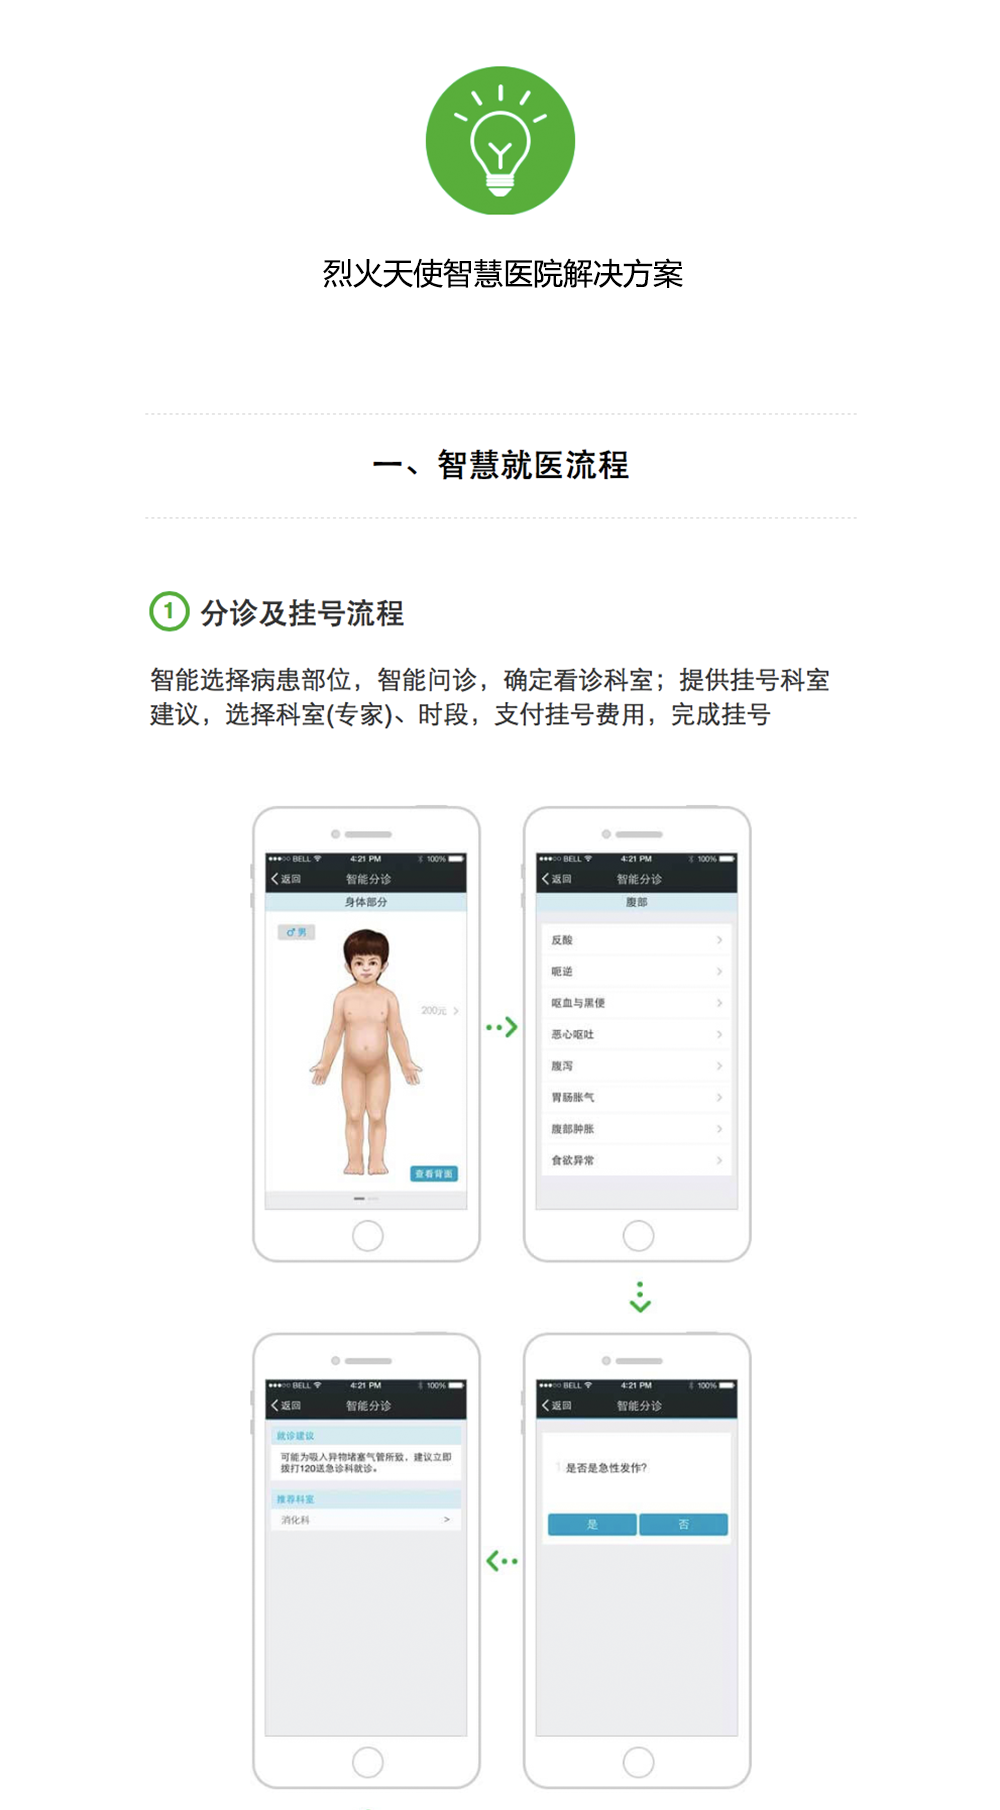 烈火天使智慧医院解决方案
一、智慧就医流程
1 分诊及挂号流程
智能选择病患部位，智能问诊，确定看诊科室；提供挂号科室
建议，选择科室(专家)、时段，支付挂号费用，完成挂号
BELL 4:21 PM 100%
返回 智能分诊
身体部分
♂ 男
200元
查看背面
BELL 4:21 PM 100%
返回 智能分诊
腹部
反酸
呃逆
呕血与黑便
恶心呕吐
腹泻
胃肠胀气
腹部肿胀
食欲异常
BELL 4:21 PM 100%
返回 智能分诊
就诊建议
可能为吸入异物堵塞气管所致，建议立即
拨打120送急诊科就诊。
推荐科室
消化科
BELL 4:21 PM 100%
返回 智能分诊
1 是否是急性发作?
是 否